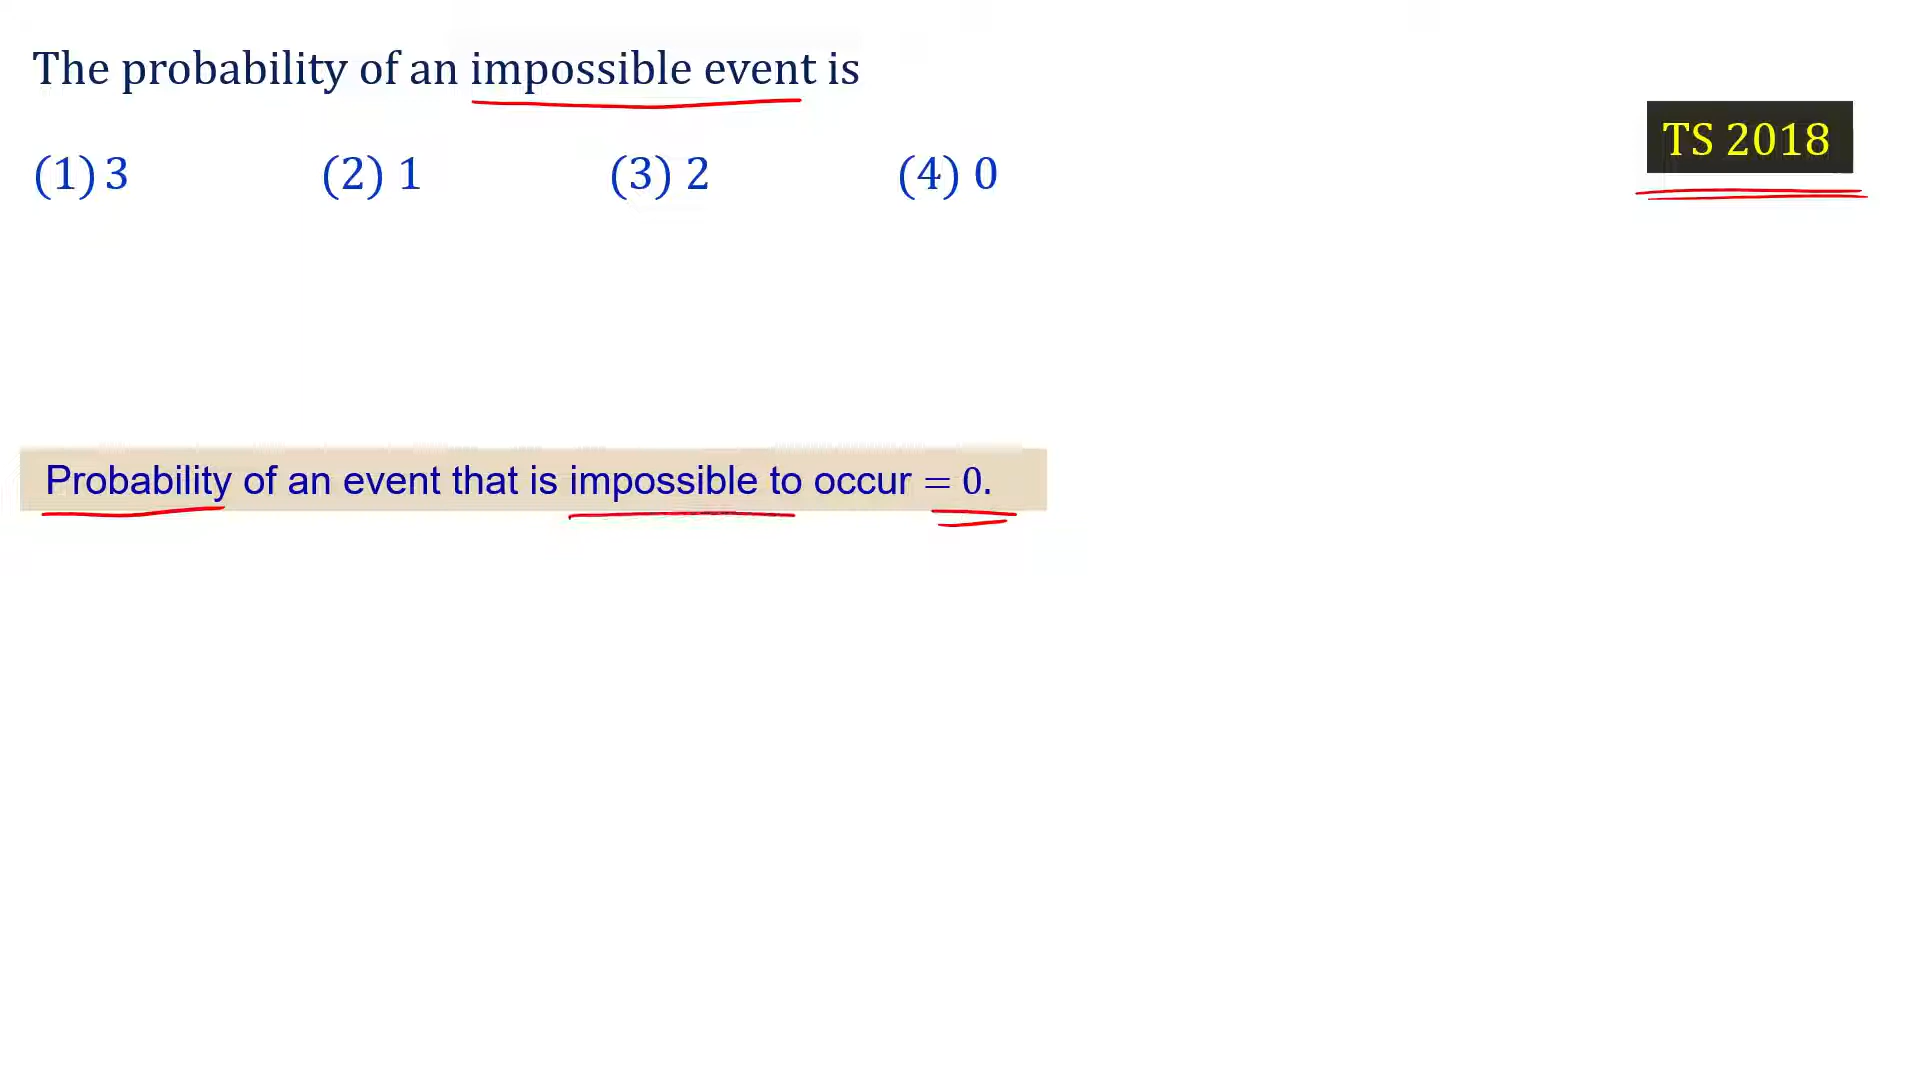 The probability of an impossible event is
TS 2018
(1) 3 (2) 1 (3) 2 (4) 0
Probability of an event that is impossible to occur = 0.